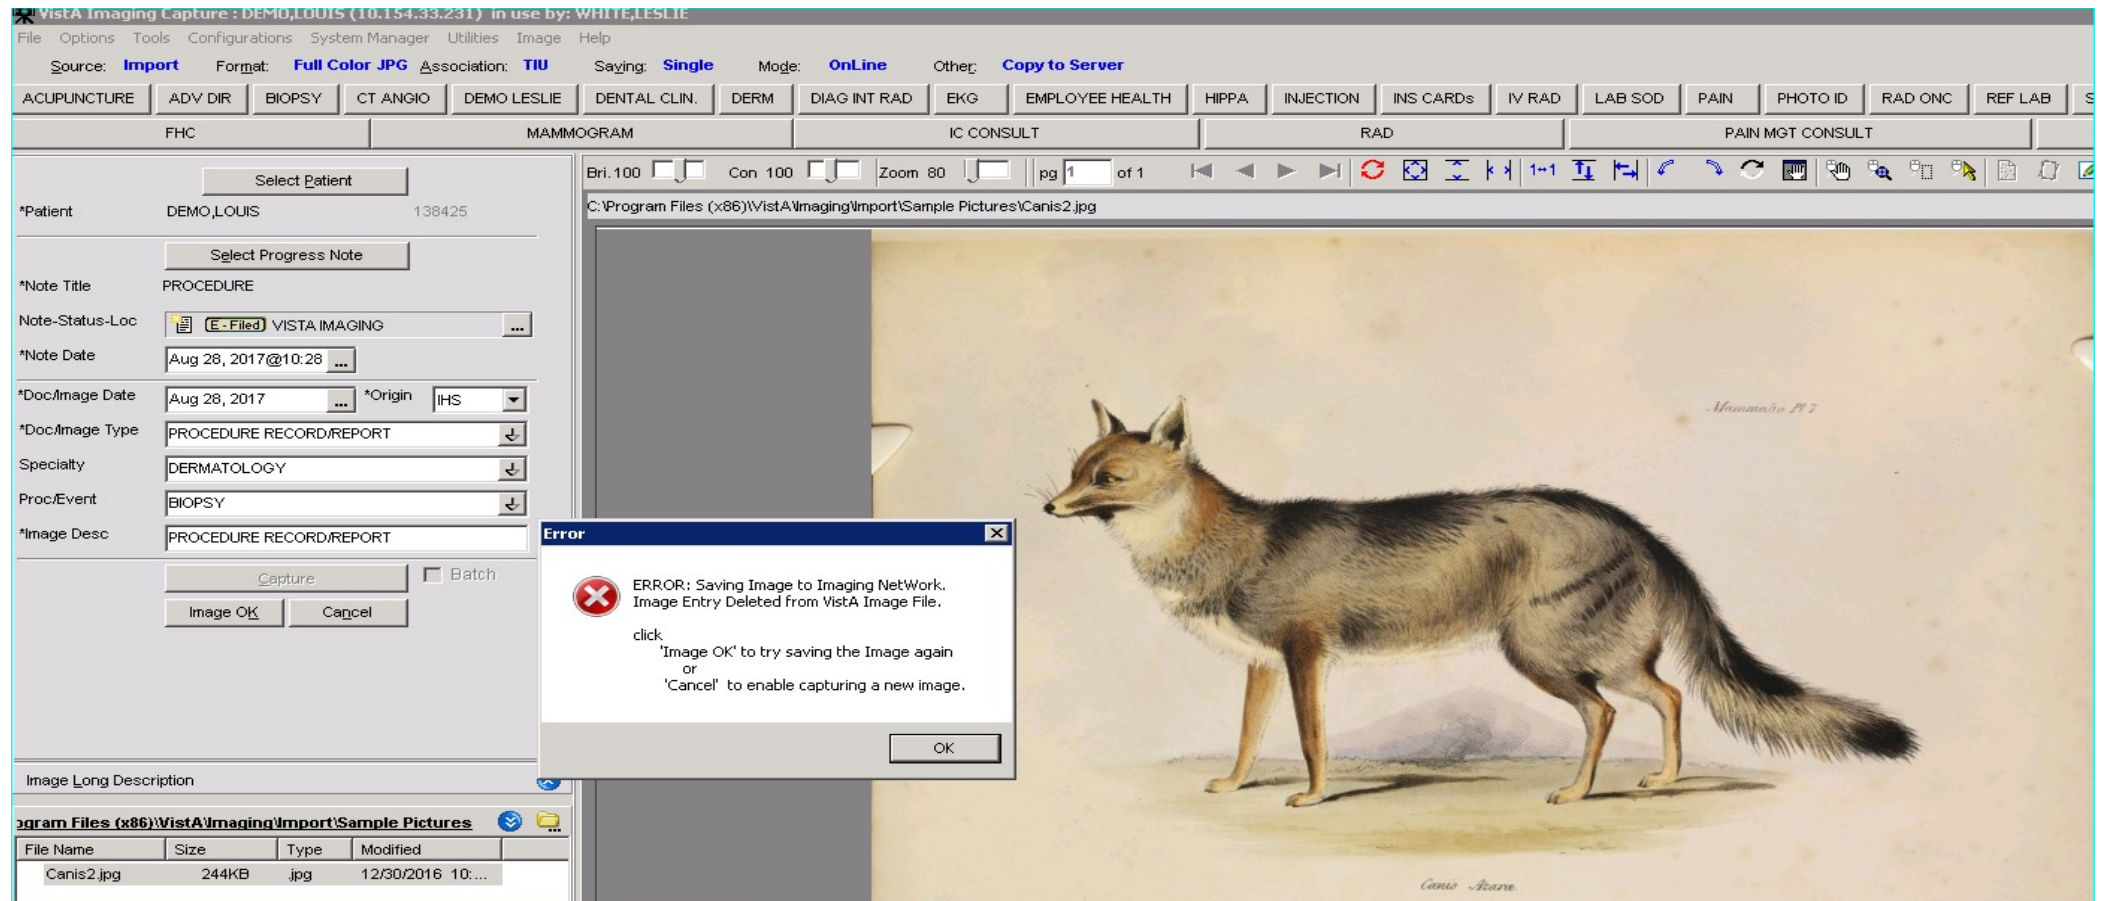 VistA Imaging Capture : DEMO,LOUIS (10.154.33.231) in use by: WHITE,LESLIE
File Options Tools Configurations System Manager Utilities Image Help
Source: Import Format: Full Color JPG Association: TIU Saving: Single Mode: OnLine Other: Copy to Server
ACUPUNCTURE ADV DIR BIOPSY CT ANGIO DEMO LESLIE DENTAL CLIN. DERM DIAG INT RAD EKG EMPLOYEE HEALTH HIPPA INJECTION INS CARDs IV RAD LAB SOD PAIN PHOTO ID RAD ONC REF LAB S
FHC MAMMOGRAM IC CONSULT RAD PAIN MGT CONSULT
Select Patient
*Patient DEMO,LOUIS 138425
Select Progress Note
*Note Title PROCEDURE
Note-Status-Loc E - Filed VISTA IMAGING ...
*Note Date Aug 28, 2017@10:28 ...
*Doc/Image Date Aug 28, 2017 ... *Origin IHS
*Doc/Image Type PROCEDURE RECORD/REPORT
Specialty DERMATOLOGY
Proc/Event BIOPSY
*Image Desc PROCEDURE RECORD/REPORT
Capture Batch
Image OK Cancel
Image Long Description
ogram Files (x86)\VistA\Imaging\Import\Sample Pictures
File Name Size Type Modified
Canis2.jpg 244KB .jpg 12/30/2016 10:...
Bri.100 Con 100 Zoom 80 pg 1 of 1 1↔1
C:\Program Files (x86)\VistA\Imaging\Import\Sample Pictures\Canis2.jpg
Mammalia Pl 7
Canis Azarae
Error
ERROR: Saving Image to Imaging NetWork.
Image Entry Deleted from VistA Image File.
click
'Image OK' to try saving the Image again
or
'Cancel' to enable capturing a new image.
OK